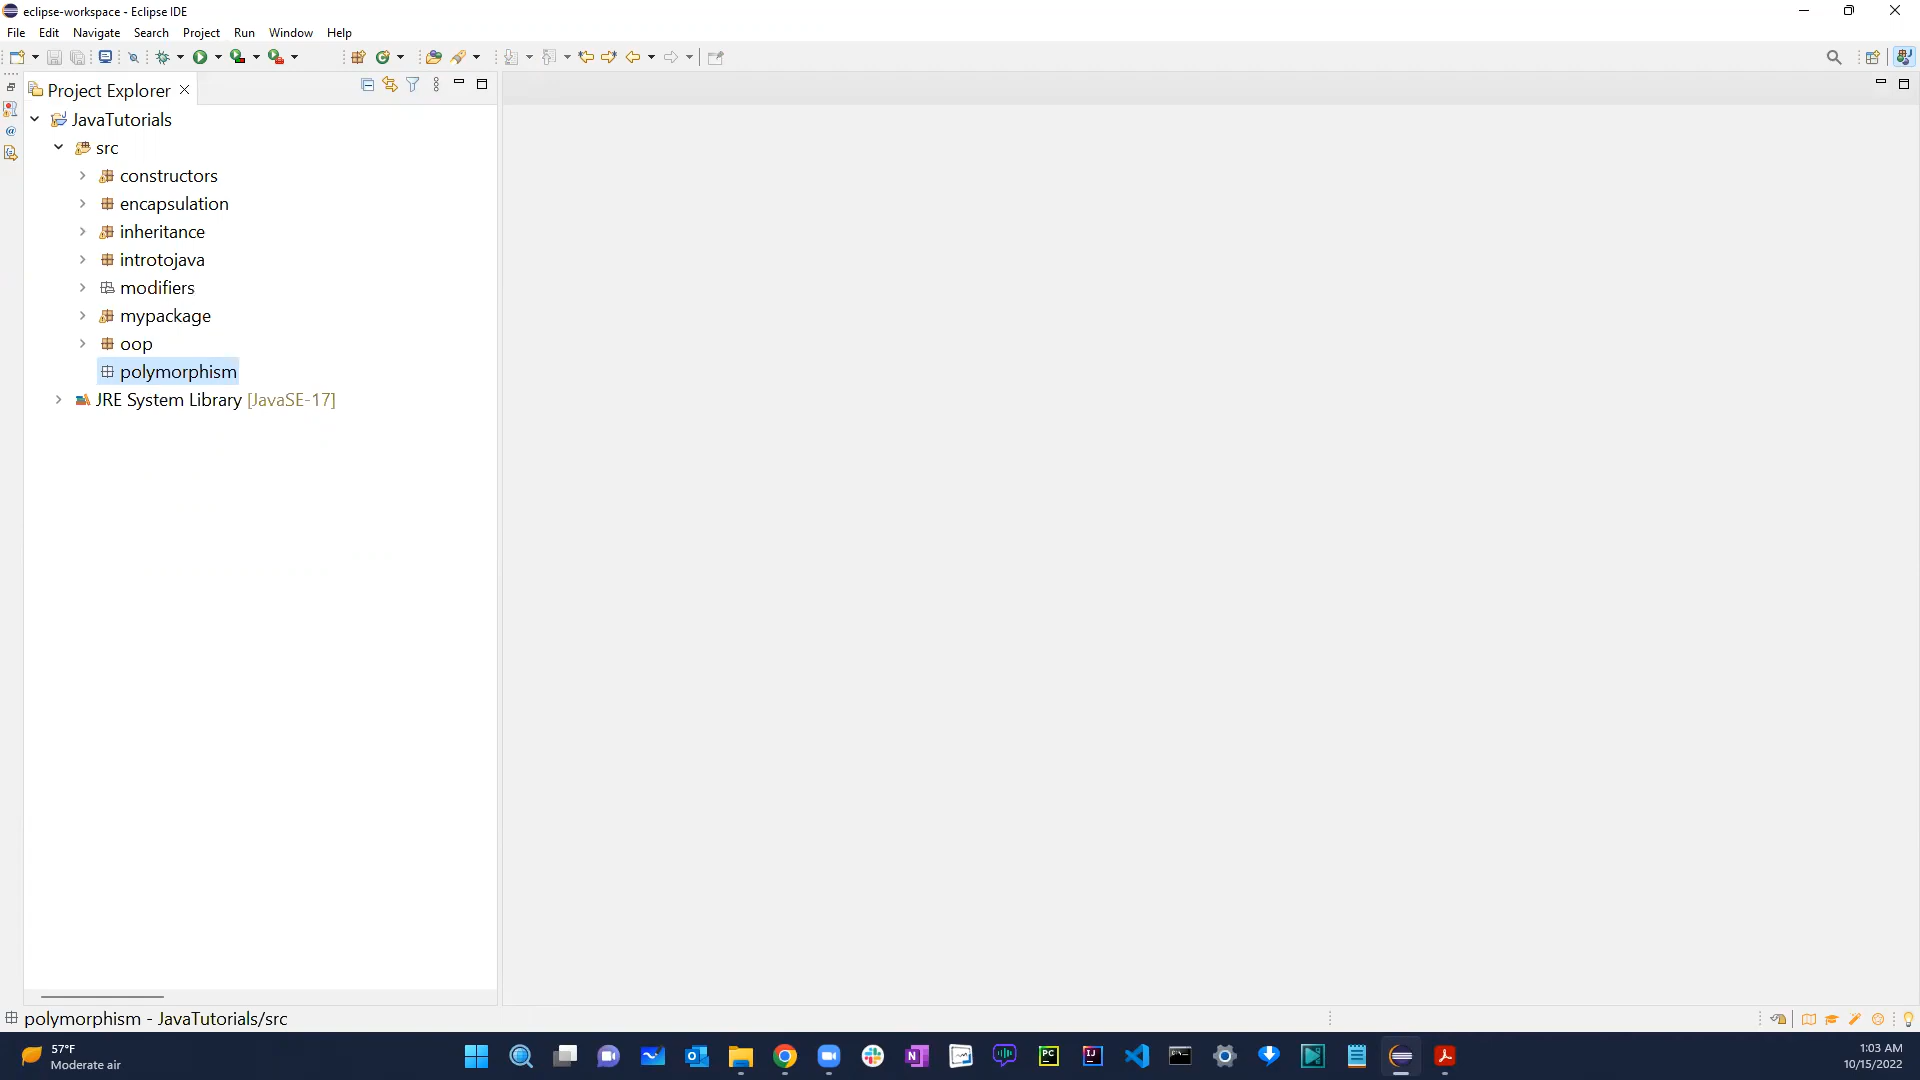 eclipse-workspace - Eclipse IDE
File Edit Navigate Search Project Run Window Help
Project Explorer
JavaTutorials
src
constructors
encapsulation
inheritance
introtojava
modifiers
mypackage
oop
polymorphism
JRE System Library [JavaSE-17]
polymorphism - JavaTutorials/src
57°F
Moderate air
1:03 AM
10/15/2022